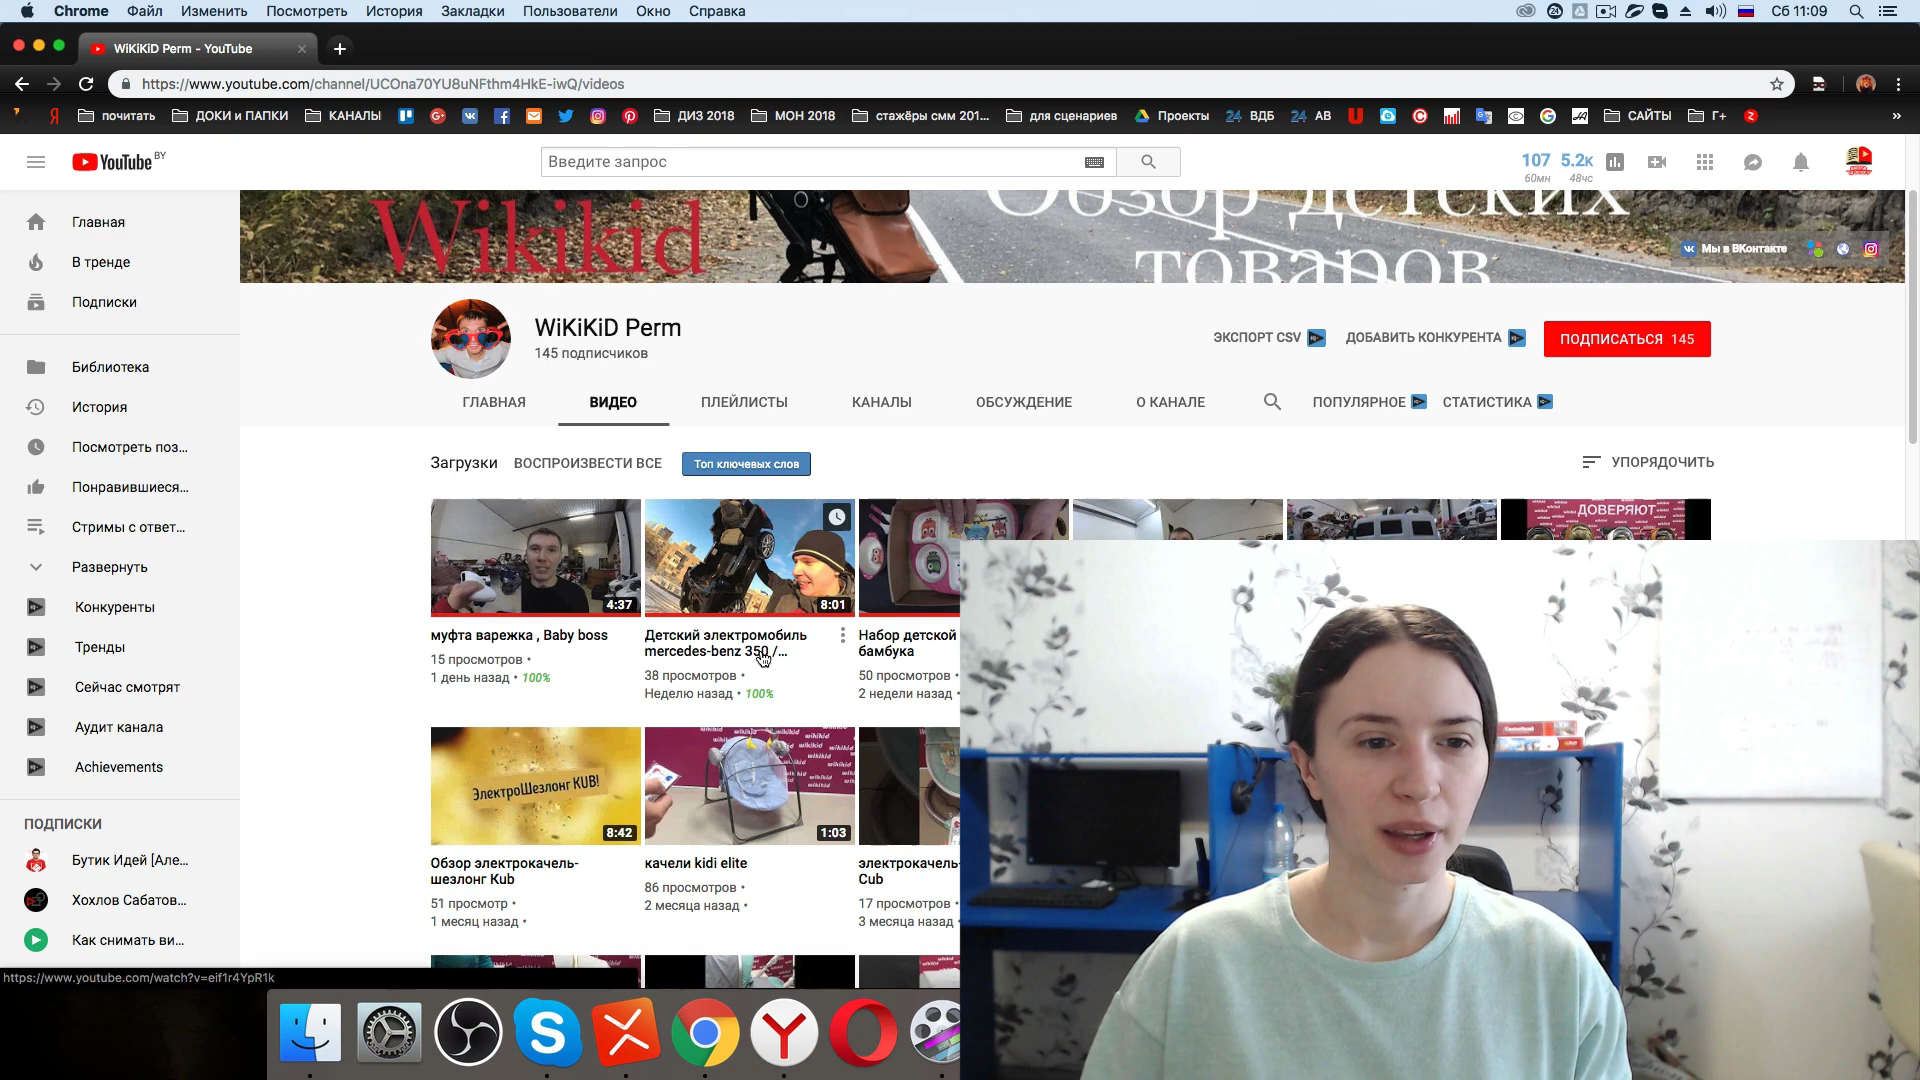 Chrome Файл Изменить Посмотреть История Закладки Пользователи Окно Справка
Сб 11:09
WiKiKiD Perm - YouTube
https://www.youtube.com/channel/UCOna70YU8uNFthm4HkE-iwQ/videos
почитать ДОКИ и ПАПКИ КАНАЛЫ ДИЗ 2018 МОН 2018 стажёры смм 201... для сценариев Проекты 24 ВДБ 24 АВ САЙТЫ Г+
YouTube BY
Введите запрос
107 5.2к
60мн 48чс
Главная
В тренде
Подписки
Библиотека
История
Посмотреть поз...
Понравившиеся...
Стримы с ответ...
Развернуть
Конкуренты
Тренды
Сейчас смотрят
Аудит канала
Achievements
ПОДПИСКИ
Бутик Идей [Але...
Хохлов Сабатов...
Как снимать ви...
Wikikid
Обзор детских
товаров
Мы в ВКонтакте
WiKiKiD Perm
145 подписчиков
ЭКСПОРТ CSV ДОБАВИТЬ КОНКУРЕНТА ПОДПИСАТЬСЯ 145
ГЛАВНАЯ ВИДЕО ПЛЕЙЛИСТЫ КАНАЛЫ ОБСУЖДЕНИЕ О КАНАЛЕ ПОПУЛЯРНОЕ СТАТИСТИКА
Загрузки ВОСПРОИЗВЕСТИ ВСЕ Топ ключевых слов УПОРЯДОЧИТЬ
ДОВЕРЯЮТ
4:37
8:01
муфта варежка , Baby boss
15 просмотров •
1 день назад • 100%
Детский электромобиль
mercedes-benz 350 /...
38 просмотров •
Неделю назад • 100%
Набор детской
бамбука
50 просмотров •
2 недели назад •
ЭлектроШезлонг KUB!
8:42
wikikid
1:03
Обзор электрокачель-
шезлонг Kub
51 просмотр •
1 месяц назад •
качели kidi elite
86 просмотров •
2 месяца назад •
электрокачель-
Cub
17 просмотров •
3 месяца назад •
https://www.youtube.com/watch?v=eif1r4YpR1k